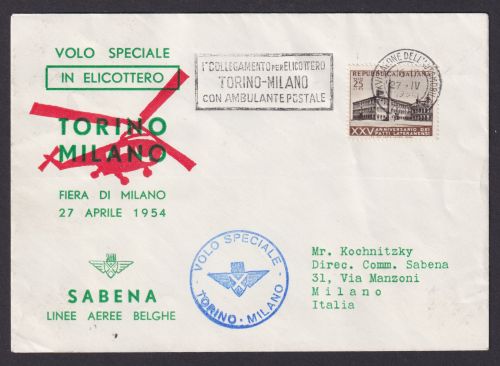 VOLO SPECIALE
IN ELICOTTERO
TORINO
MILANO
FIERA DI MILANO
27 APRILE 1954
SABENA
LINEE AEREE BELGHE
1° COLLEGAMENTO PER ELICOTTERO
TORINO-MILANO
CON AMBULANTE POSTALE
REPUBBLICA ITALIANA
25
XXV ANNIVERSARIO DEI
PATTI LATERANENSI
27 - IV
VOLO SPECIALE
TORINO - MILANO
Mr. Kochnitzky
Direc. Comm. Sabena
31, Via Manzoni
Milano
Italia